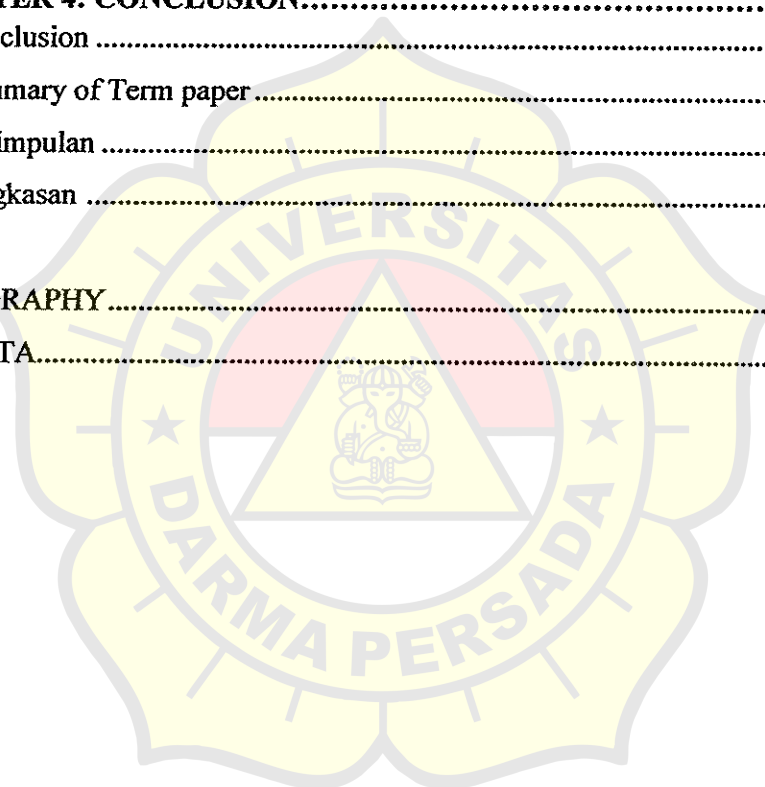 TER 4: CONCLUSION
clusion
mary of Term paper
impulan
gkasan
RAPHY
TA
UNIVERSITAS
DARMA PERSADA